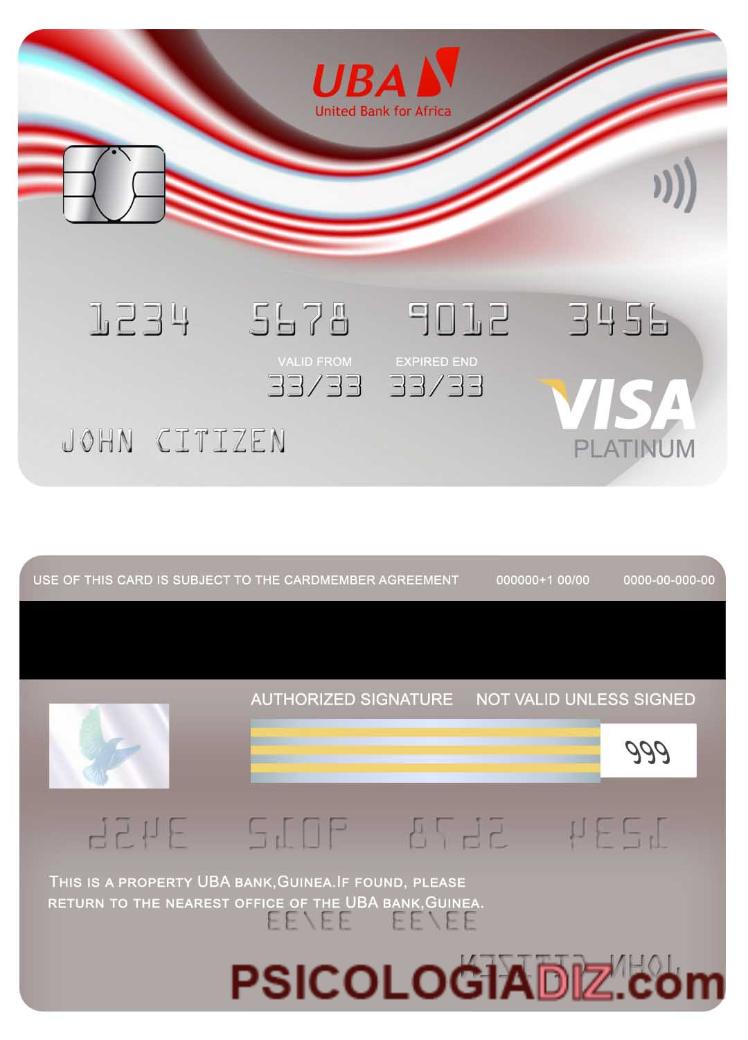 UBA
United Bank for Africa
1234 5678 9012 3456
VALID FROM EXPIRED END
33/33 33/33
VISA
JOHN CITIZEN
PLATINUM
USE OF THIS CARD IS SUBJECT TO THE CARDMEMBER AGREEMENT 000000+1 00/00 0000-00-000-00
AUTHORIZED SIGNATURE NOT VALID UNLESS SIGNED
999
THIS IS A PROPERTY UBA BANK,GUINEA.IF FOUND, PLEASE
RETURN TO THE NEAREST OFFICE OF THE UBA BANK,GUINEA.
PSICOLOGIADIZ.com